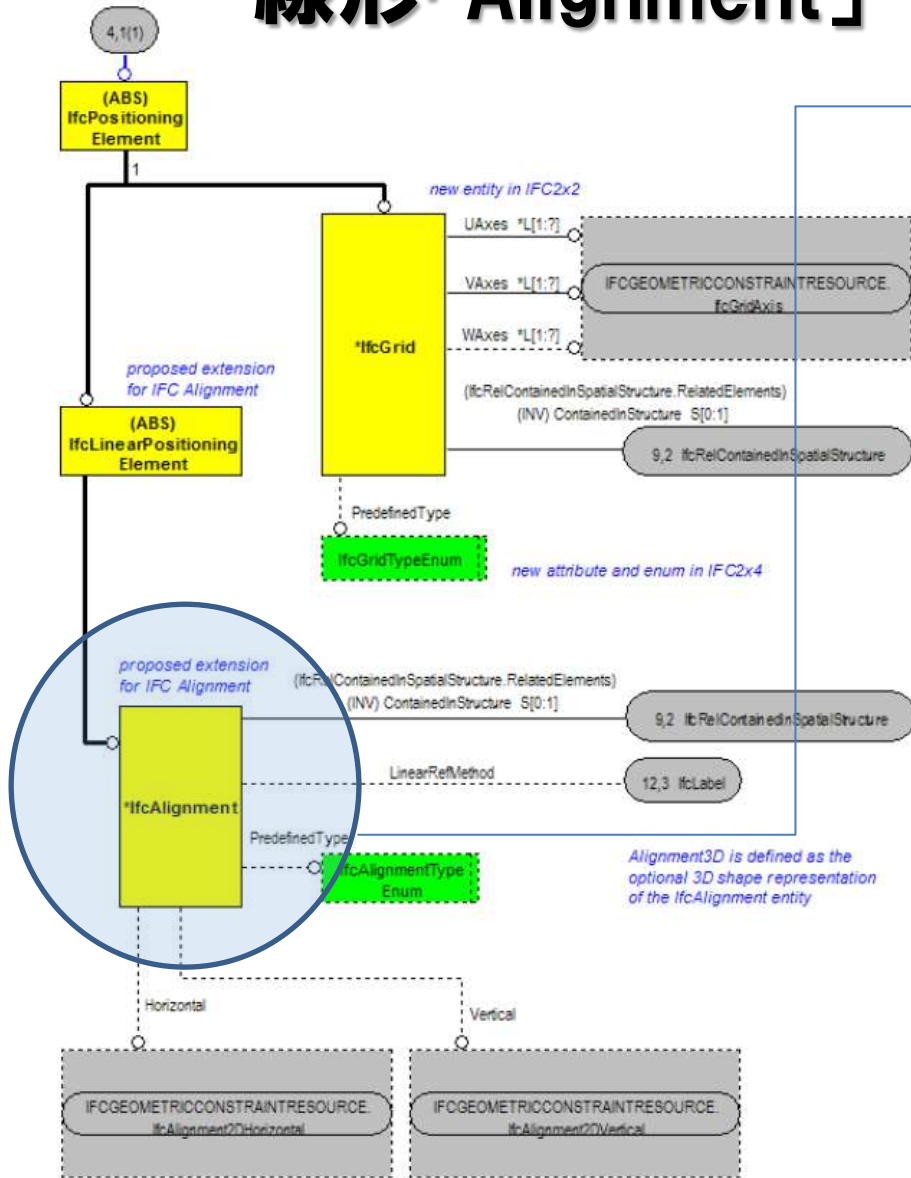 線形「Alignment」
4,1(1)
(ABS)
IfcPositioning
Element
1
new entity in IFC2x2
UAxes *L[1:?]
VAxes *L[1:?]
WAxes *L[1:?]
IFCGEOMETRICCONSTRAINTRESOURCE.
IfcGridAxis
*IfcGrid
(IfcRelContainedInSpatialStructure.RelatedElements)
(INV) ContainedInStructure S[0:1]
9,2 IfcRelContainedInSpatialStructure
PredefinedType
IfcGridTypeEnum
new attribute and enum in IFC2x4
proposed extension
for IFC Alignment
(ABS)
IfcLinearPositioning
Element
proposed extension
for IFC Alignment
(IfcRelContainedInSpatialStructure.RelatedElements)
(INV) ContainedInStructure S[0:1]
9,2 IfcRelContainedInSpatialStructure
LinearRefMethod
12,3 IfcLabel
*IfcAlignment
PredefinedType
IfcAlignmentType
Enum
Alignment3D is defined as the
optional 3D shape representation
of the IfcAlignment entity
Horizontal
Vertical
IFCGEOMETRICCONSTRAINTRESOURCE.
IfcAlignment2DHorizontal
IFCGEOMETRICCONSTRAINTRESOURCE.
IfcAlignment2DVertical